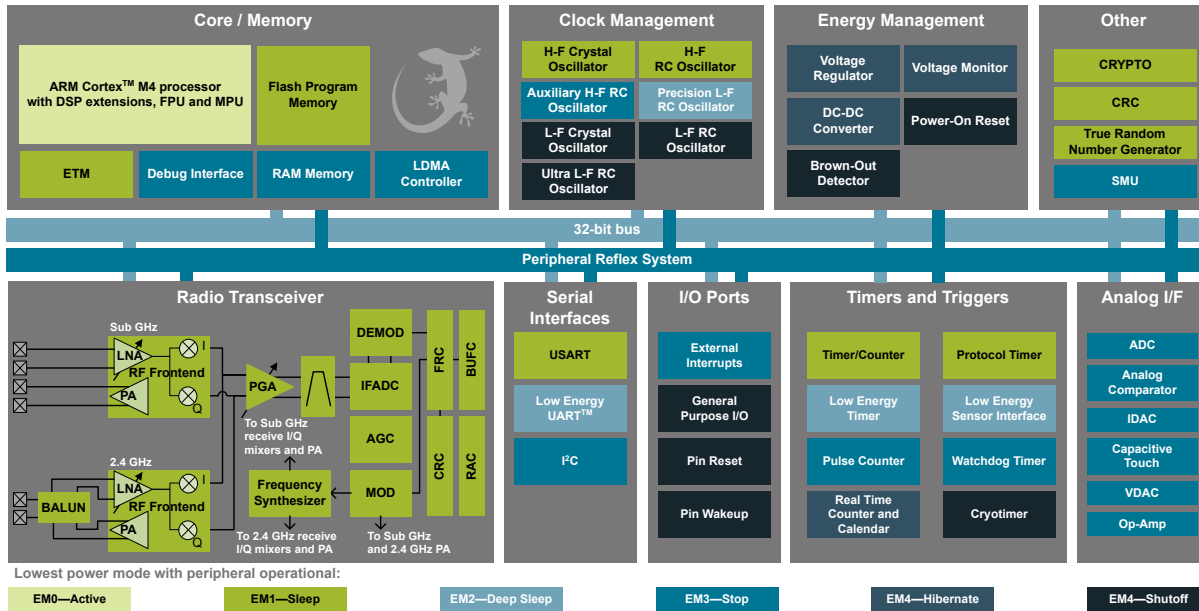 Core / Memory
ARM Cortex™ M4 processor
with DSP extensions, FPU and MPU
Flash Program
Memory
ETM
Debug Interface
RAM Memory
LDMA
Controller
Clock Management
H-F Crystal
Oscillator
H-F
RC Oscillator
Auxiliary H-F RC
Oscillator
Precision L-F
RC Oscillator
L-F Crystal
Oscillator
L-F RC
Oscillator
Ultra L-F RC
Oscillator
Energy Management
Voltage
Regulator
Voltage Monitor
DC-DC
Converter
Power-On Reset
Brown-Out
Detector
Other
CRYPTO
CRC
True Random
Number Generator
SMU
32-bit bus
Peripheral Reflex System
Radio Transceiver
Sub GHz
LNA
RF Frontend
PA
I
Q
PGA
To Sub GHz
receive I/Q
mixers and PA
DEMOD
IFADC
AGC
MOD
FRC
BUFC
CRC
RAC
2.4 GHz
BALUN
LNA
RF Frontend
PA
I
Q
Frequency
Synthesizer
To 2.4 GHz receive
I/Q mixers and PA
To Sub GHz
and 2.4 GHz PA
Serial
Interfaces
USART
Low Energy
UART™
I²C
I/O Ports
External
Interrupts
General
Purpose I/O
Pin Reset
Pin Wakeup
Timers and Triggers
Timer/Counter
Protocol Timer
Low Energy
Timer
Low Energy
Sensor Interface
Pulse Counter
Watchdog Timer
Real Time
Counter and
Calendar
Cryotimer
Analog I/F
ADC
Analog
Comparator
IDAC
Capacitive
Touch
VDAC
Op-Amp
Lowest power mode with peripheral operational:
EM0—Active
EM1—Sleep
EM2—Deep Sleep
EM3—Stop
EM4—Hibernate
EM4—Shutoff